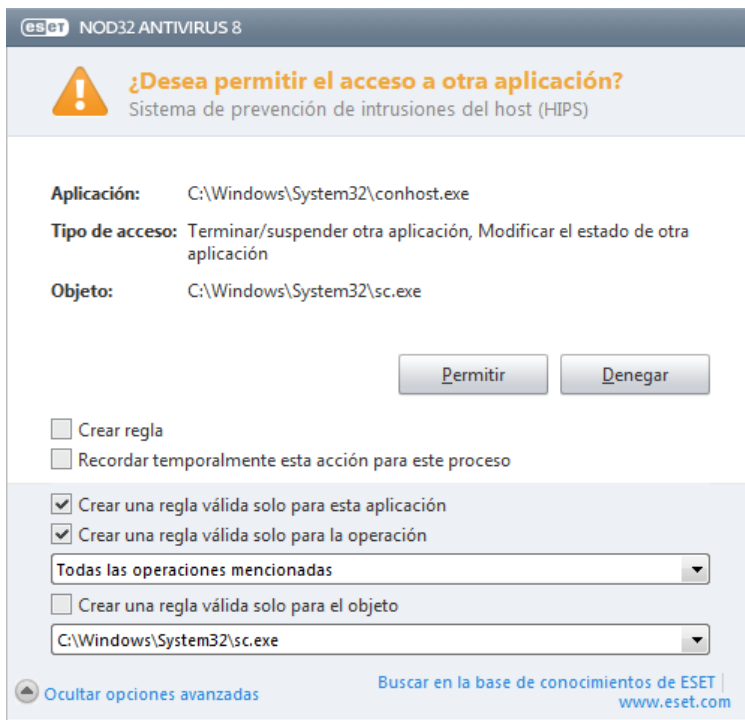 eseT NOD32 ANTIVIRUS 8
¿Desea permitir el acceso a otra aplicación?
Sistema de prevención de intrusiones del host (HIPS)
Aplicación: C:\Windows\System32\conhost.exe
Tipo de acceso: Terminar/suspender otra aplicación, Modificar el estado de otra
aplicación
Objeto: C:\Windows\System32\sc.exe
Permitir Denegar
Crear regla
Recordar temporalmente esta acción para este proceso
Crear una regla válida solo para esta aplicación
Crear una regla válida solo para la operación
Todas las operaciones mencionadas
Crear una regla válida solo para el objeto
C:\Windows\System32\sc.exe
Ocultar opciones avanzadas
Buscar en la base de conocimientos de ESET |
www.eset.com